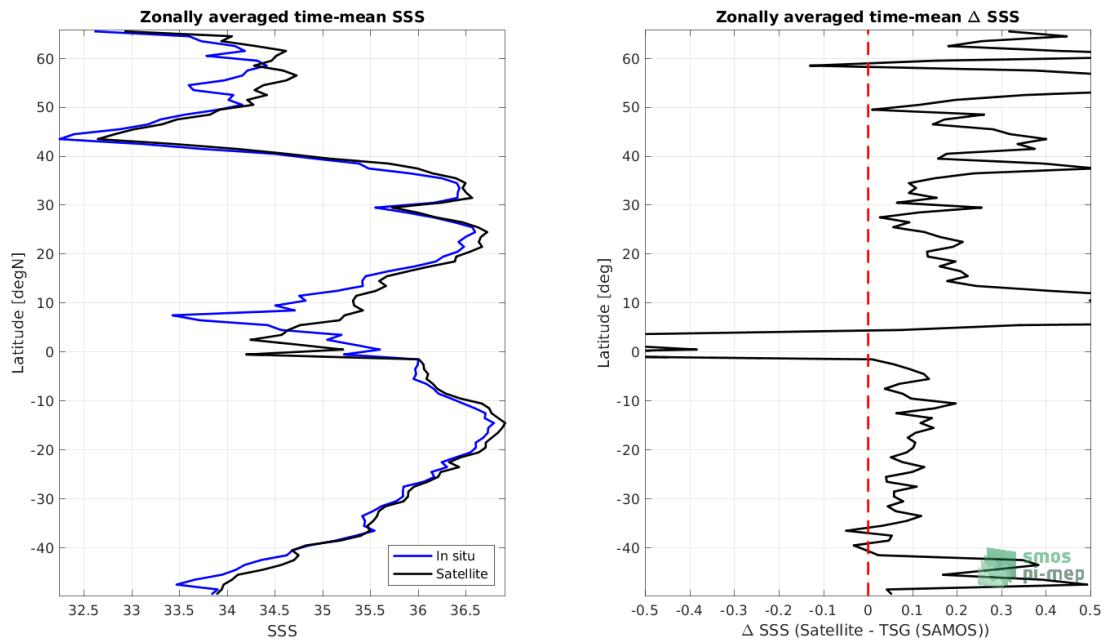 Zonally averaged time-mean SSS
60
50
40
30
20
10
0
-10
-20
-30
-40
Latitude [degN]
32.5 33 33.5 34 34.5 35 35.5 36 36.5
SSS
In situ
Satellite
Zonally averaged time-mean Δ SSS
60
50
40
30
20
10
0
-10
-20
-30
-40
Latitude [deg]
-0.5 -0.4 -0.3 -0.2 -0.1 0 0.1 0.2 0.3 0.4 0.5
Δ SSS (Satellite - TSG (SAMOS))
smos
pi-mep